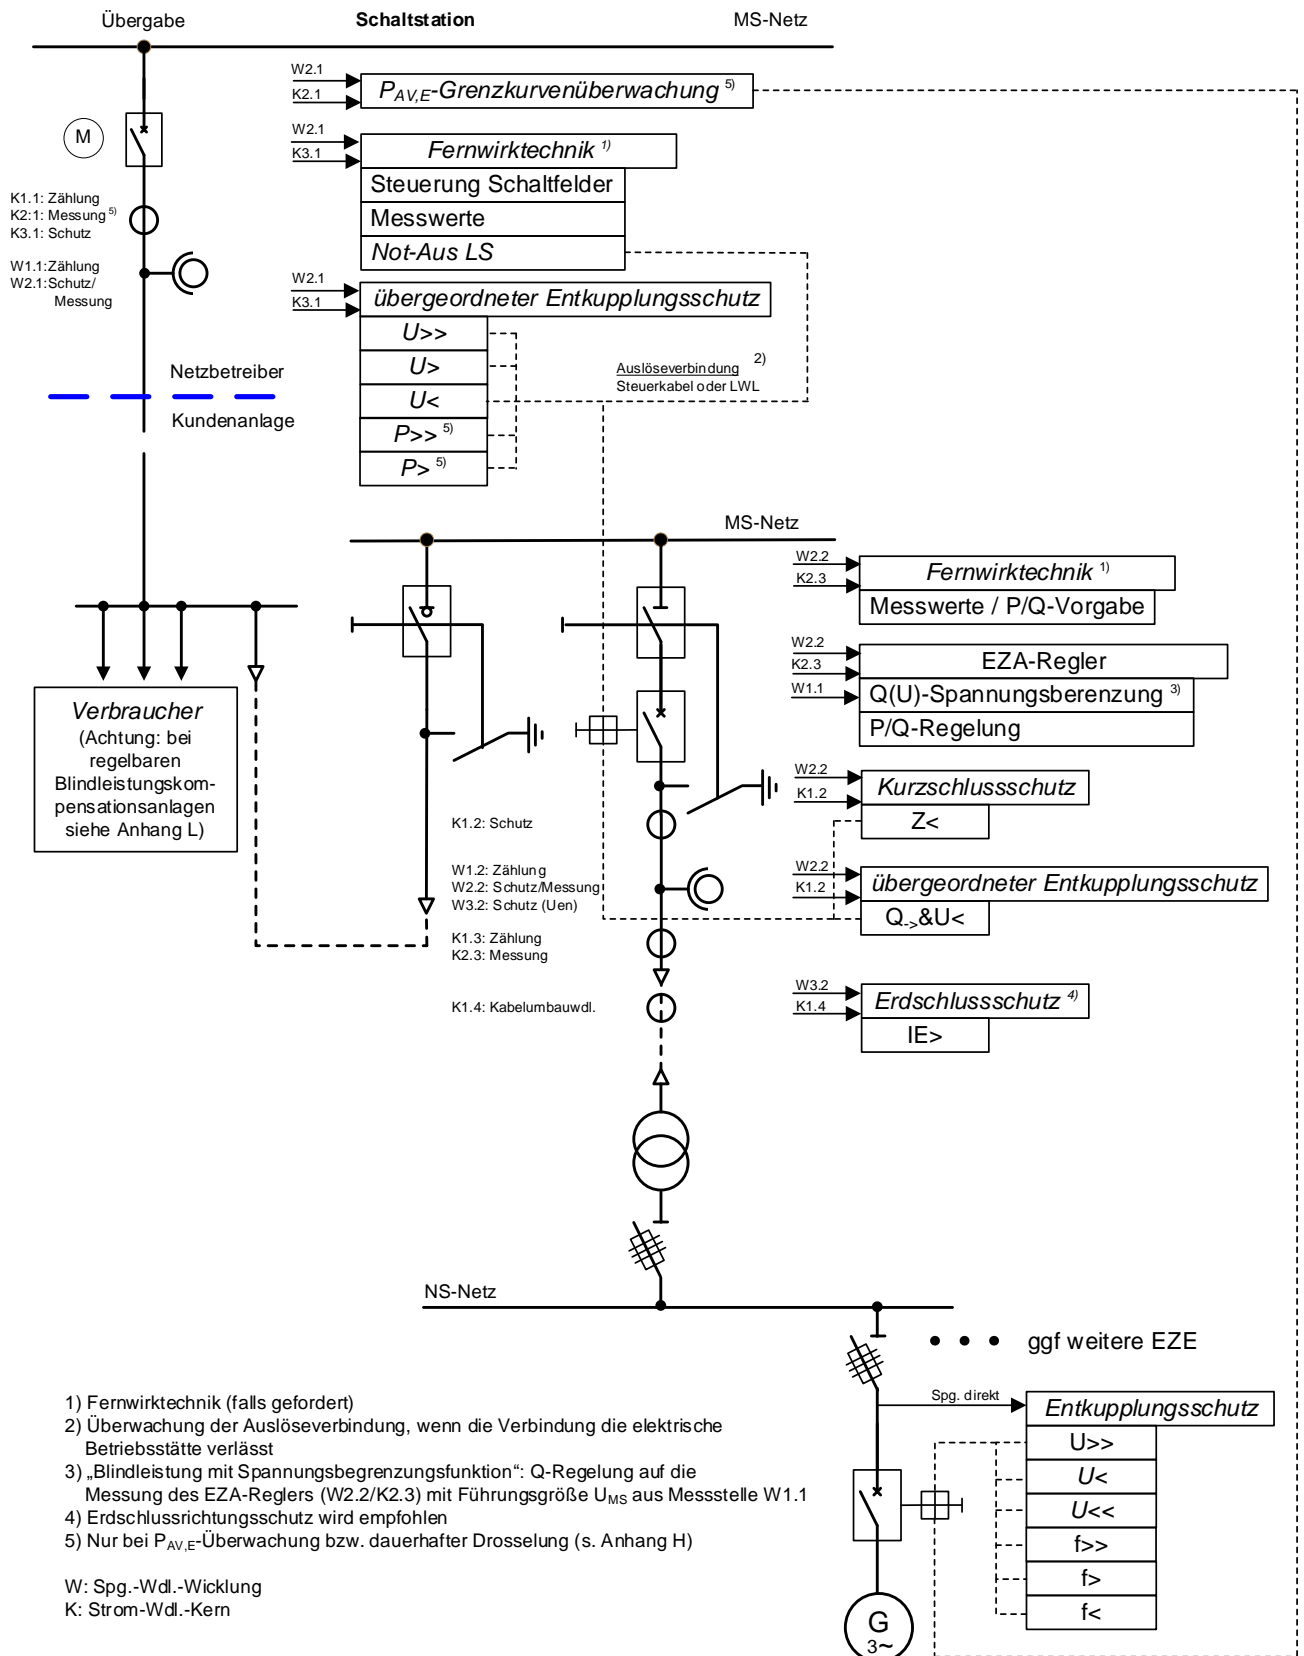 Übergabe
Schaltstation
MS-Netz
W2.1
K2.1
P_AV,E-Grenzkurvenüberwachung 5)
M
W2.1
K3.1
Fernwirktechnik 1)
Steuerung Schaltfelder
Messwerte
Not-Aus LS
K1.1: Zählung
K2:1: Messung 5)
K3.1: Schutz
W1.1:Zählung
W2.1:Schutz/
Messung
W2.1
K3.1
übergeordneter Entkupplungsschutz
U>>
U>
U<
P>> 5)
P> 5)
Auslöseverbindung 2)
Steuerkabel oder LWL
Netzbetreiber
Kundenanlage
MS-Netz
W2.2
K2.3
Fernwirktechnik 1)
Messwerte / P/Q-Vorgabe
W2.2
K2.3
W1.1
EZA-Regler
Q(U)-Spannungsberenzung 3)
P/Q-Regelung
Verbraucher
(Achtung: bei
regelbaren
Blindleistungskom-
pensationsanlagen
siehe Anhang L)
W2.2
K1.2
Kurzschlussschutz
Z<
K1.2: Schutz
W1.2: Zählung
W2.2: Schutz/Messung
W3.2: Schutz (Uen)
W2.2
K1.2
übergeordneter Entkupplungsschutz
Q->&U<
K1.3: Zählung
K2.3: Messung
K1.4: Kabelumbauwdl.
W3.2
K1.4
Erdschlussschutz 4)
IE>
NS-Netz
ggf weitere EZE
Spg. direkt
Entkupplungsschutz
U>>
U<
U<<
f>>
f>
f<
G
3~
1) Fernwirktechnik (falls gefordert)
2) Überwachung der Auslöseverbindung, wenn die Verbindung die elektrische
Betriebsstätte verlässt
3) „Blindleistung mit Spannungsbegrenzungsfunktion“: Q-Regelung auf die
Messung des EZA-Reglers (W2.2/K2.3) mit Führungsgröße U_MS aus Messstelle W1.1
4) Erdschlussrichtungsschutz wird empfohlen
5) Nur bei P_AV,E-Überwachung bzw. dauerhafter Drosselung (s. Anhang H)
W: Spg.-Wdl.-Wicklung
K: Strom-Wdl.-Kern